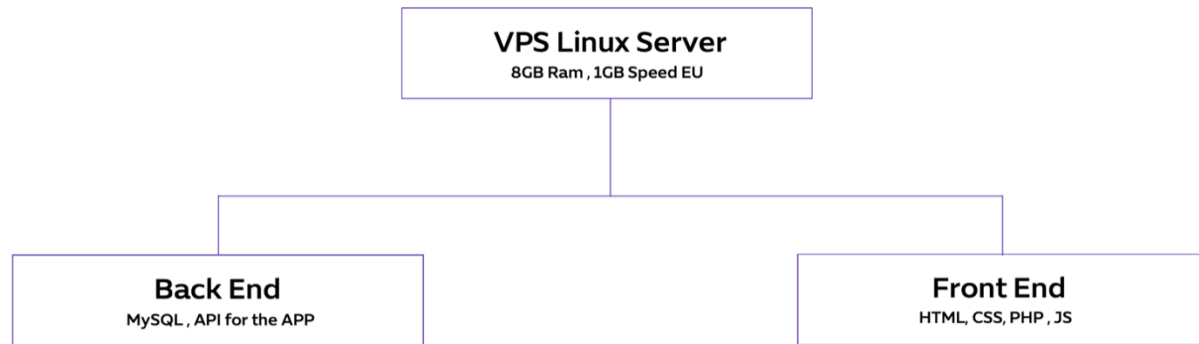 VPS Linux Server
8GB Ram , 1GB Speed EU
Back End
MySQL , API for the APP
Front End
HTML, CSS, PHP , JS